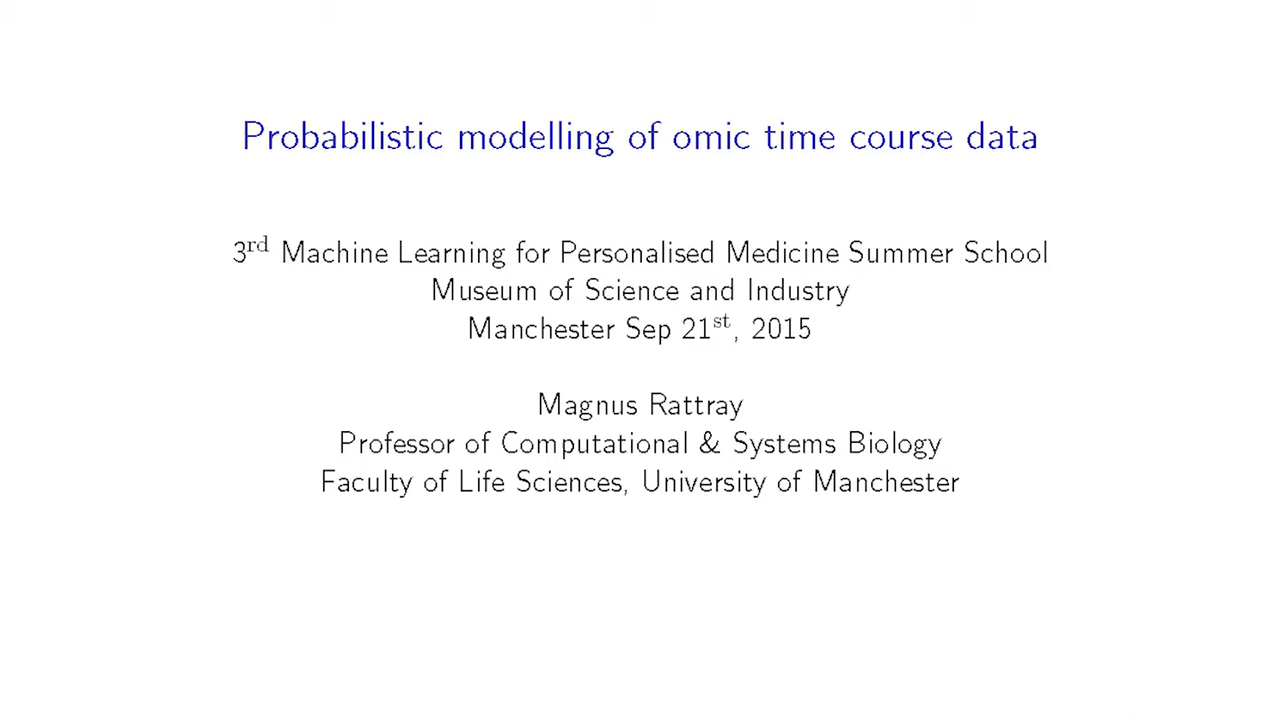 Probabilistic modelling of omic time course data
3rd Machine Learning for Personalised Medicine Summer School
Museum of Science and Industry
Manchester Sep 21st, 2015
Magnus Rattray
Professor of Computational & Systems Biology
Faculty of Life Sciences, University of Manchester